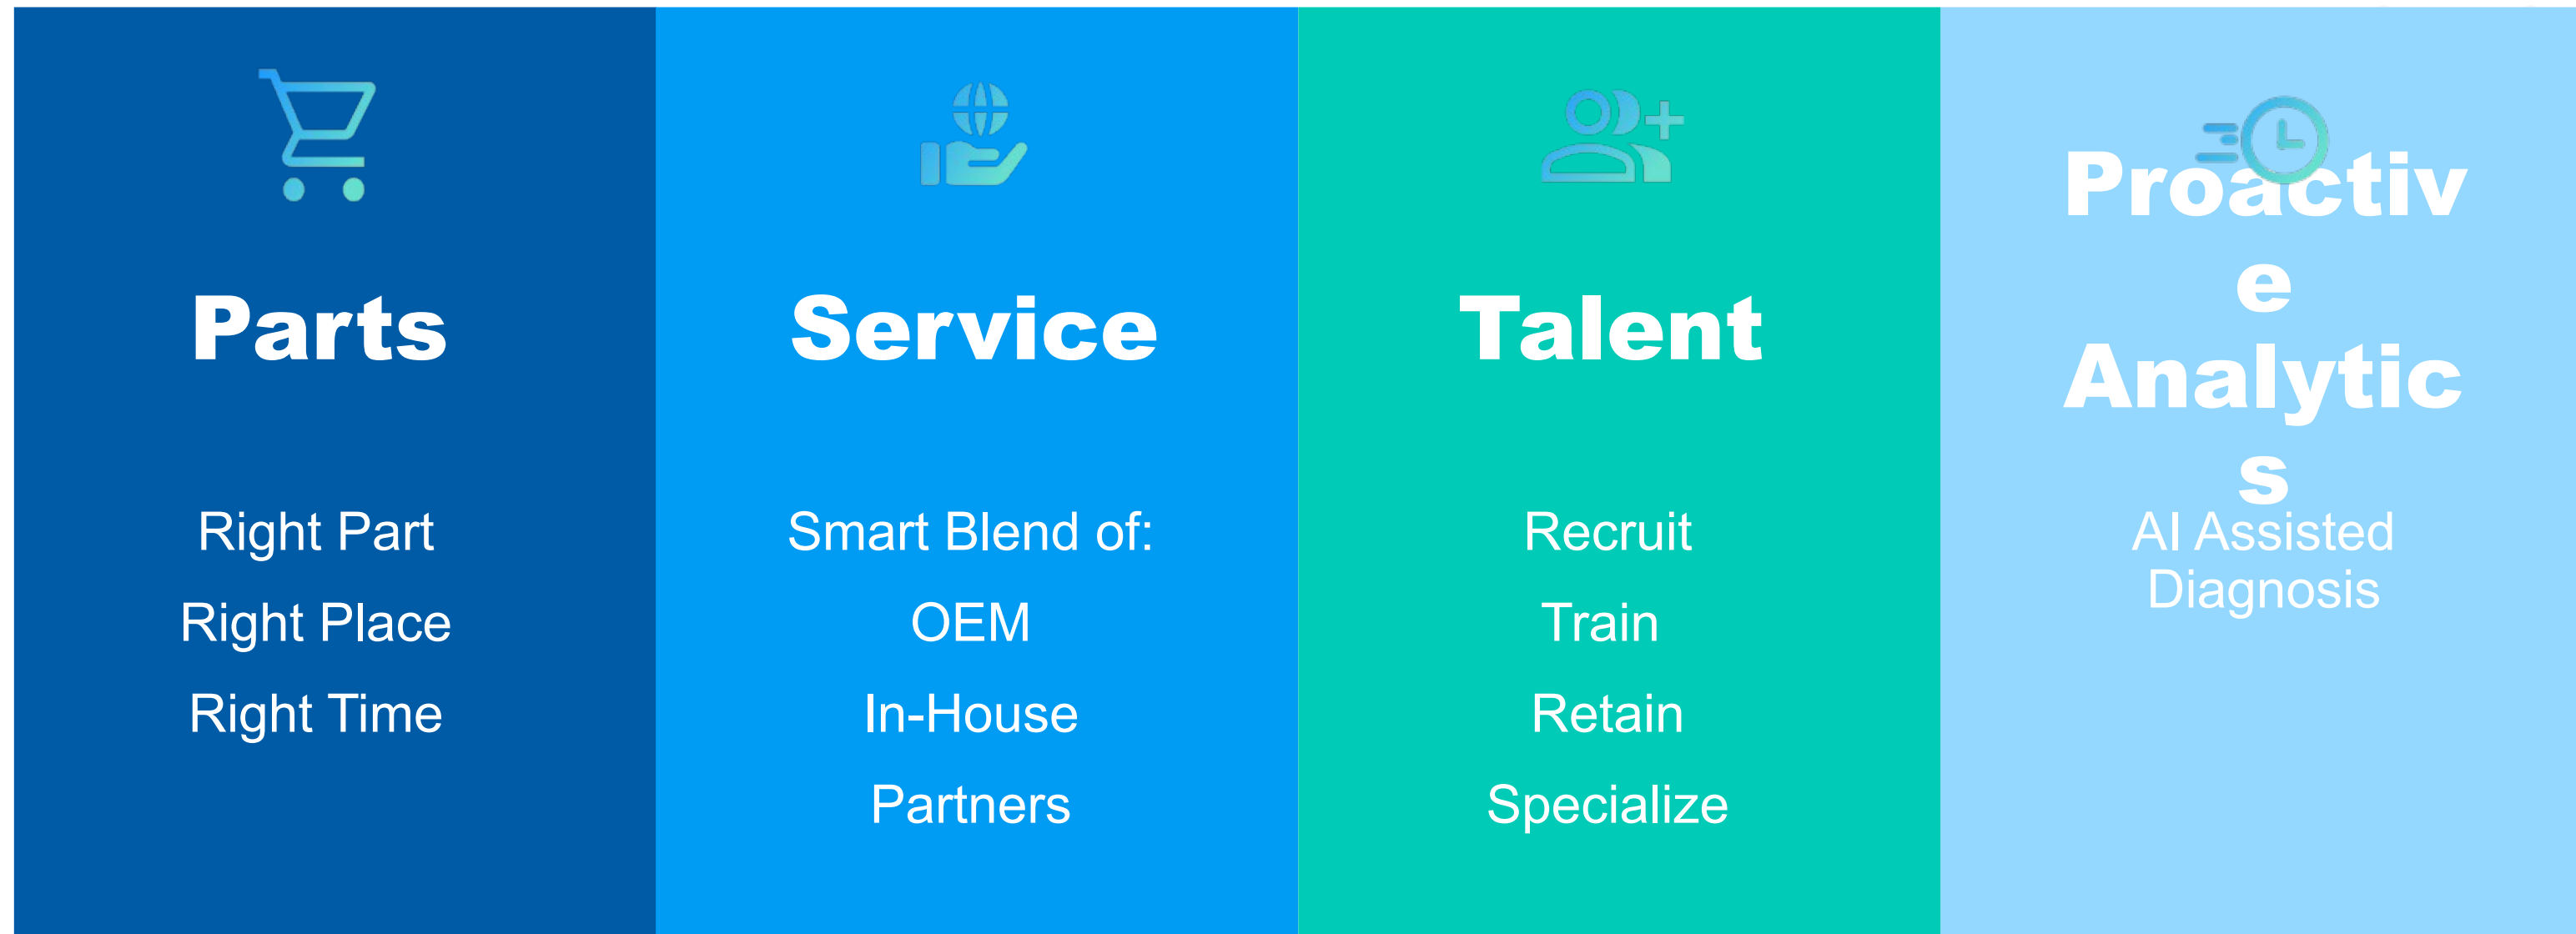 Parts
Right Part
Right Place
Right Time
Service
Smart Blend of:
OEM
In-House
Partners
Talent
Recruit
Train
Retain
Specialize
Proactiv
e
Analytic
s
AI Assisted
Diagnosis